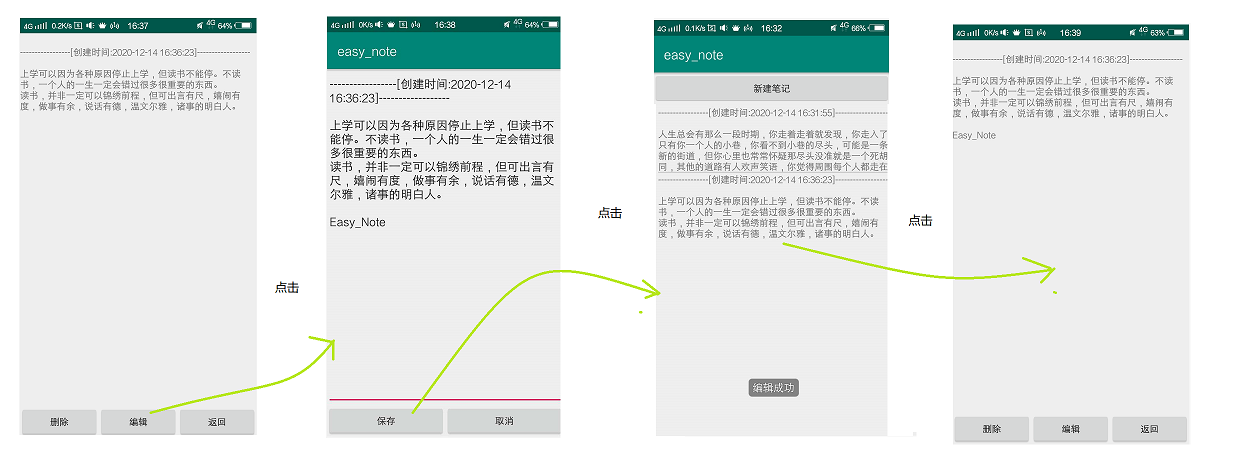 4G 0.2K/s 16:37 4G 64%
-----------------[创建时间:2020-12-14 16:36:23]------------------
上学可以因为各种原因停止上学，但读书不能停。不读
书，一个人的一生一定会错过很多很重要的东西。
读书，并非一定可以锦绣前程，但可出言有尺，嬉闹有
度，做事有余，说话有德，温文尔雅，诸事的明白人。
删除 编辑 返回
点击
4G 0K/s 16:38 4G 64%
easy_note
-----------------[创建时间:2020-12-14
16:36:23]------------------
上学可以因为各种原因停止上学，但读书不
能停。不读书，一个人的一生一定会错过很
多很重要的东西。
读书，并非一定可以锦绣前程，但可出言有
尺，嬉闹有度，做事有余，说话有德，温文
尔雅，诸事的明白人。
Easy_Note
保存 取消
点击
4G 0.1K/s 16:32 4G 66%
easy_note
新建笔记
-----------------[创建时间:2020-12-14 16:31:55]------------------
人生总会有那么一段时期，你走着走就发现，你走入了
只有你一个人的小巷，你看不到小巷的尽头，可能是一条
新的街道，但你心里也常常怀疑那尽头没准就是一个死胡
同，其他的道路有人欢声笑语，你觉得周围每个人都走在
-----------------[创建时间:2020-12-14 16:36:23]------------------
上学可以因为各种原因停止上学，但读书不能停。不读
书，一个人的一生一定会错过很多很重要的东西。
读书，并非一定可以锦绣前程，但可出言有尺，嬉闹有
度，做事有余，说话有德，温文尔雅，诸事的明白人。
编辑成功
点击
4G 0K/s 16:39 4G 63%
-----------------[创建时间:2020-12-14 16:36:23]------------------
上学可以因为各种原因停止上学，但读书不能停。不读
书，一个人的一生一定会错过很多很重要的东西。
读书，并非一定可以锦绣前程，但可出言有尺，嬉闹有
度，做事有余，说话有德，温文尔雅，诸事的明白人。
Easy_Note
删除 编辑 返回